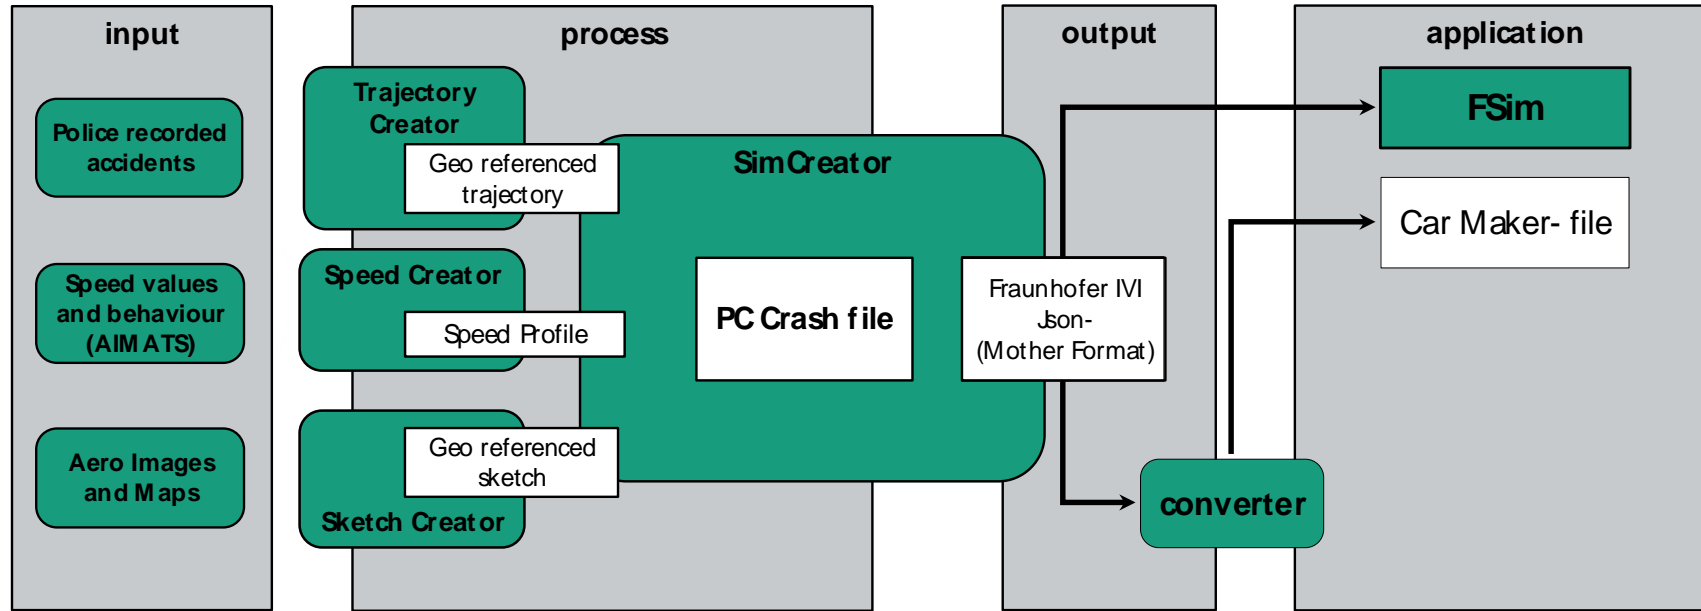 input
Police recorded
accidents
Speed values
and behaviour
(AIMATS)
Aero Images
and Maps
process
Trajectory
Creator
Geo referenced
trajectory
Speed Creator
Speed Profile
Geo referenced
sketch
Sketch Creator
SimCreator
PC Crash file
output
Fraunhofer IVI
Json-
(Mother Format)
converter
application
FSim
Car Maker- file